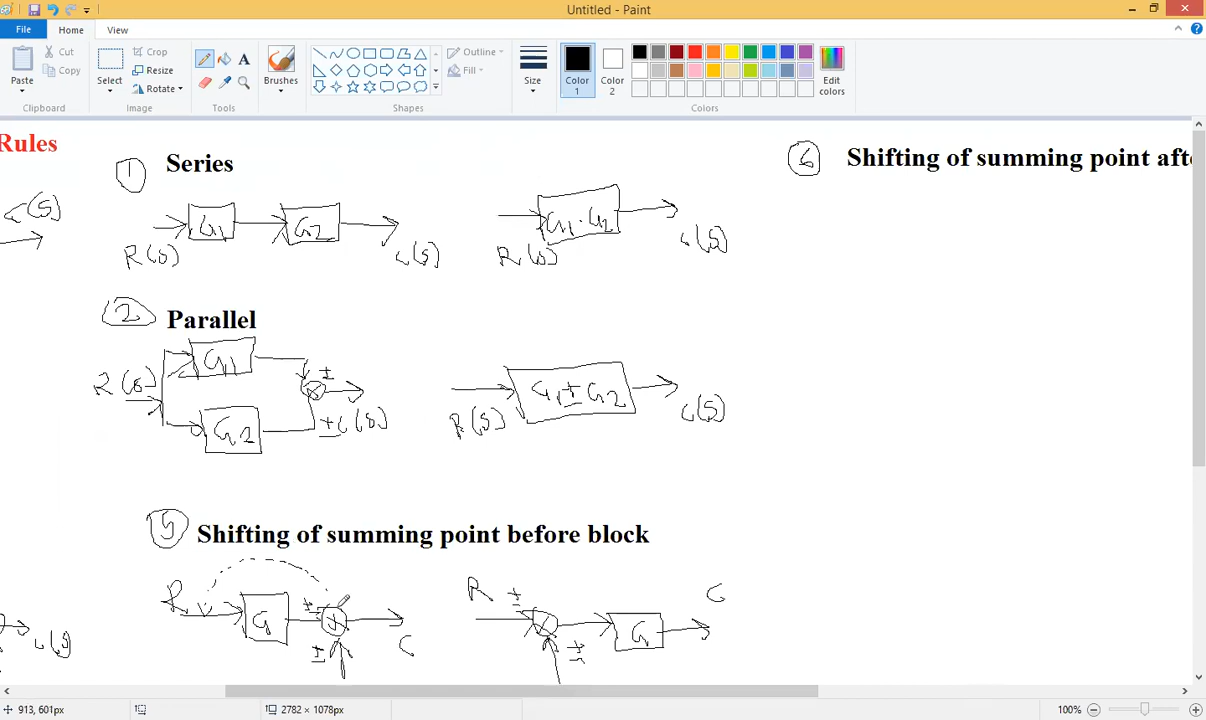 Untitled - Paint
File
Home
View
Paste
Cut
Copy
Clipboard
Select
Crop
Resize
Rotate
Image
A
Tools
Brushes
Outline
Fill
Shapes
Size
Color 1
Color 2
Edit colors
Colors
Rules
C(S)
1 Series
R(S) G1 G2 C(S)
R(S) G1.G2 C(S)
2 Parallel
R(S) G1 G2 ± ± C(S)
R(S) G1 ± G2 C(S)
5 Shifting of summing point before block
R G ± ± C
R ± ± G C
C(S)
6 Shifting of summing point afte
913, 601px
2782 × 1078px
100%